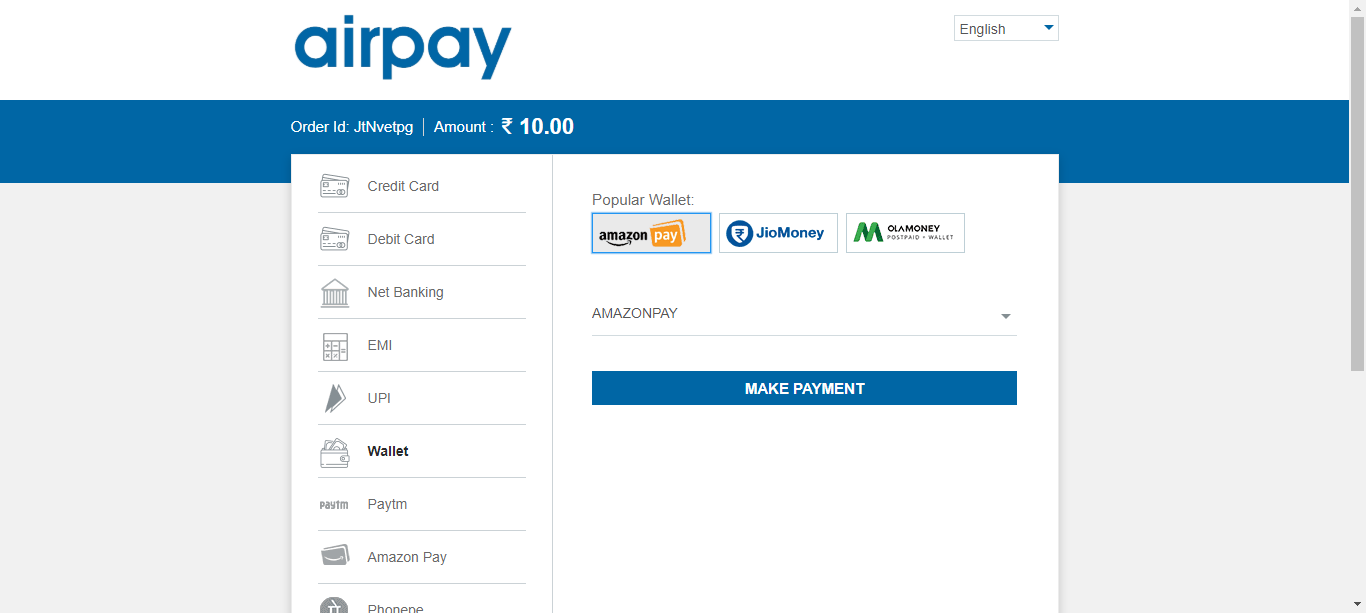 airpay
English
Order Id: JtNvetpg
Amount : ₹ 10.00
Credit Card
Debit Card
Net Banking
EMI
UPI
Wallet
paytm
Paytm
Amazon Pay
Phonepe
Popular Wallet:
amazon pay
JioMoney
OLAMONEY
POSTPAID + WALLET
AMAZONPAY
MAKE PAYMENT